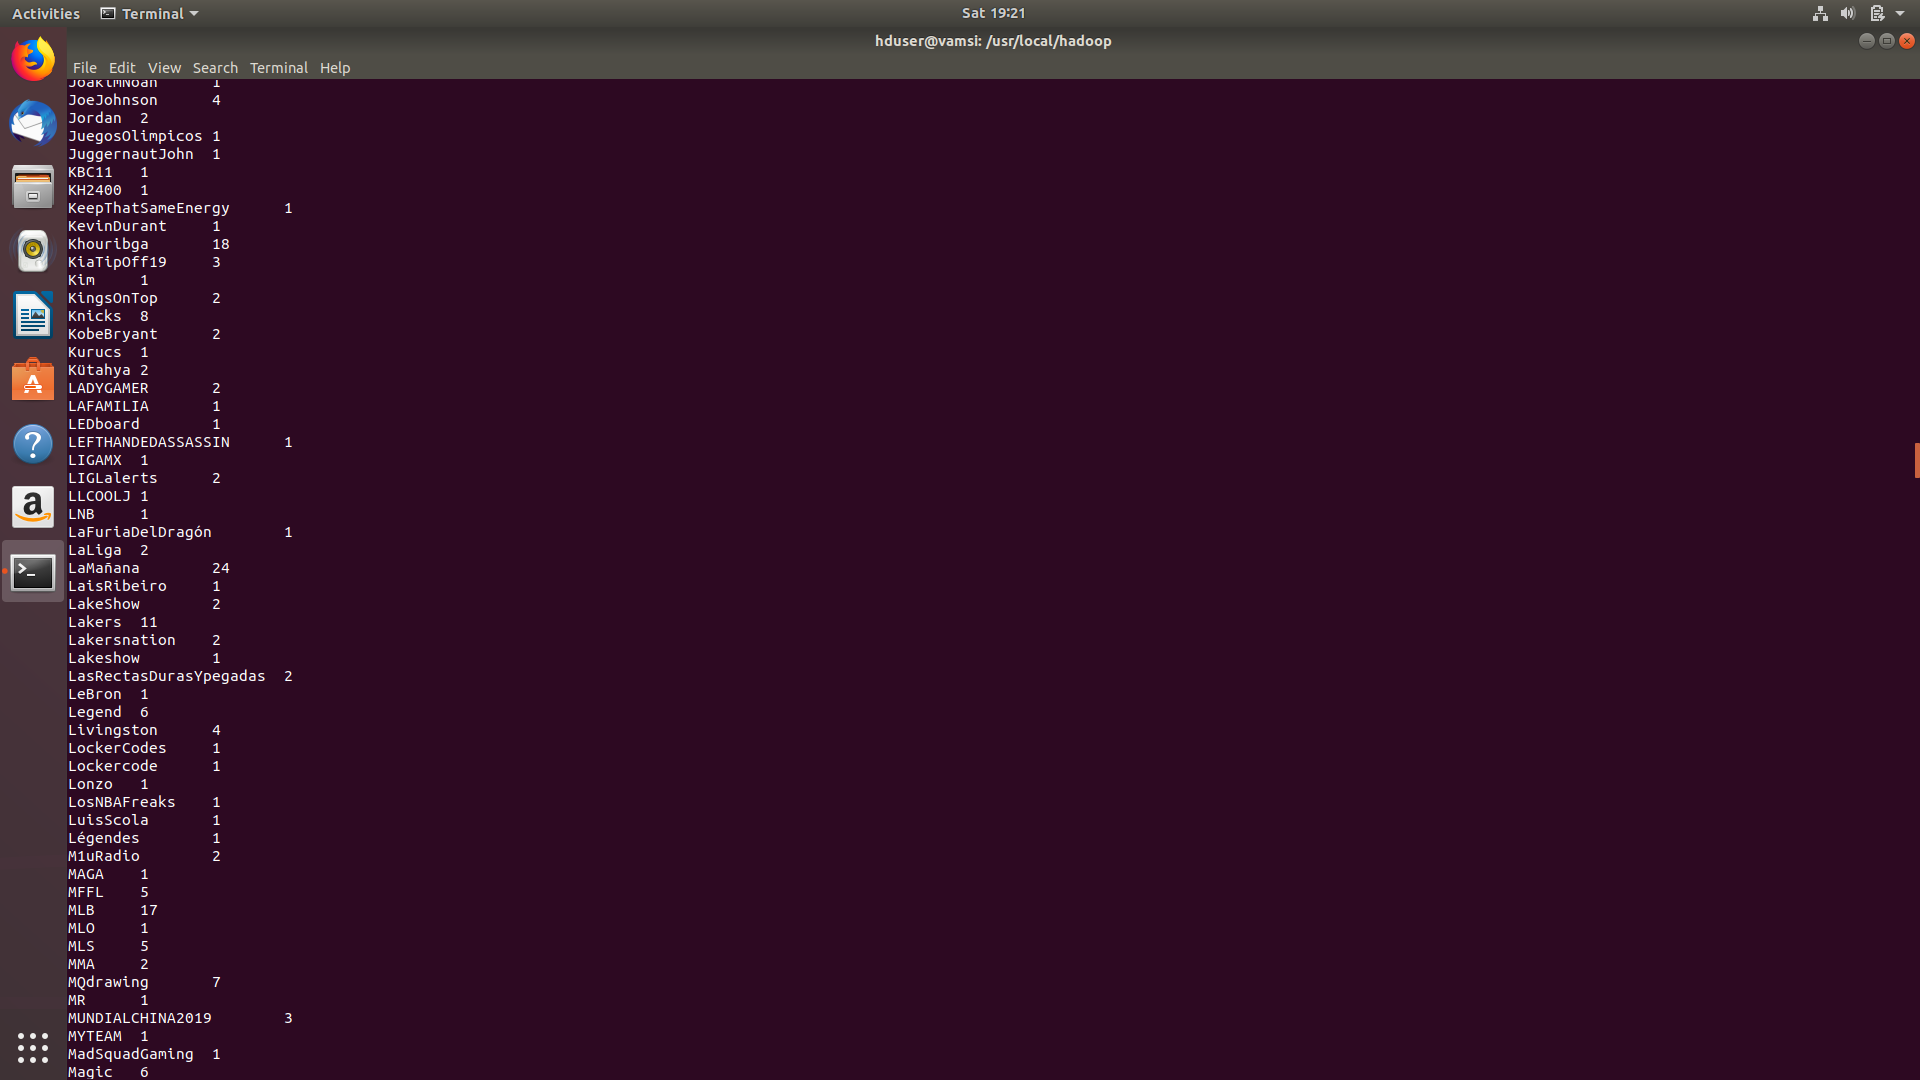 Activities Terminal Sat 19:21
hduser@vamsi: /usr/local/hadoop
File Edit View Search Terminal Help
JoakimNoah 1
JoeJohnson 4
Jordan 2
JuegosOlimpicos 1
JuggernautJohn 1
KBC11 1
KH2400 1
KeepThatSameEnergy 1
KevinDurant 1
Khouribga 18
KiaTipOff19 3
Kim 1
KingsOnTop 2
Knicks 8
KobeBryant 2
Kurucs 1
Kütahya 2
LADYGAMER 2
LAFAMILIA 1
LEDboard 1
LEFTHANDEDASSASSIN 1
LIGAMX 1
LIGLalerts 2
LLCOOLJ 1
LNB 1
LaFuriaDelDragón 1
LaLiga 2
LaMañana 24
LaisRibeiro 1
LakeShow 2
Lakers 11
Lakersnation 2
Lakeshow 1
LasRectasDurasYpegadas 2
LeBron 1
Legend 6
Livingston 4
LockerCodes 1
Lockercode 1
Lonzo 1
LosNBAFreaks 1
LuisScola 1
Légendes 1
M1uRadio 2
MAGA 1
MFFL 5
MLB 17
MLO 1
MLS 5
MMA 2
MQdrawing 7
MR 1
MUNDIALCHINA2019 3
MYTEAM 1
MadSquadGaming 1
Magic 6